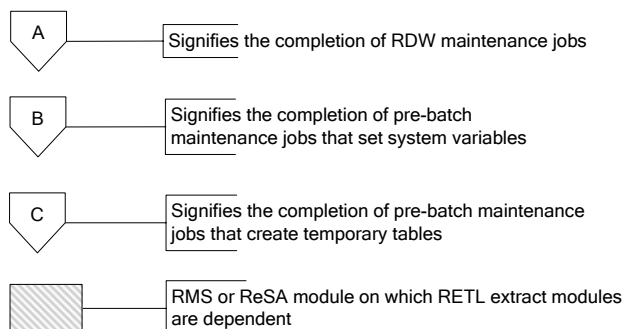 A
Signifies the completion of RDW maintenance jobs
B
Signifies the completion of pre-batch
maintenance jobs that set system variables
C
Signifies the completion of pre-batch maintenance
jobs that create temporary tables
RMS or ReSA module on which RETL extract modules
are dependent